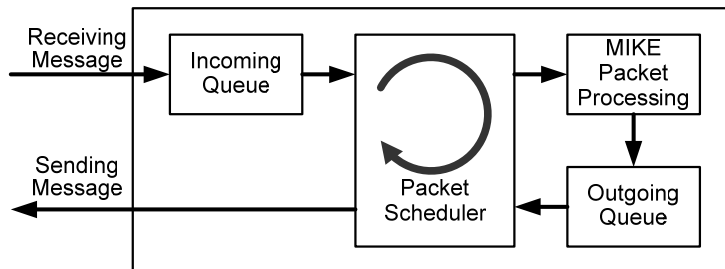 Receiving
Message
Incoming
Queue
MIKE
Packet
Processing
Sending
Message
Packet
Scheduler
Outgoing
Queue